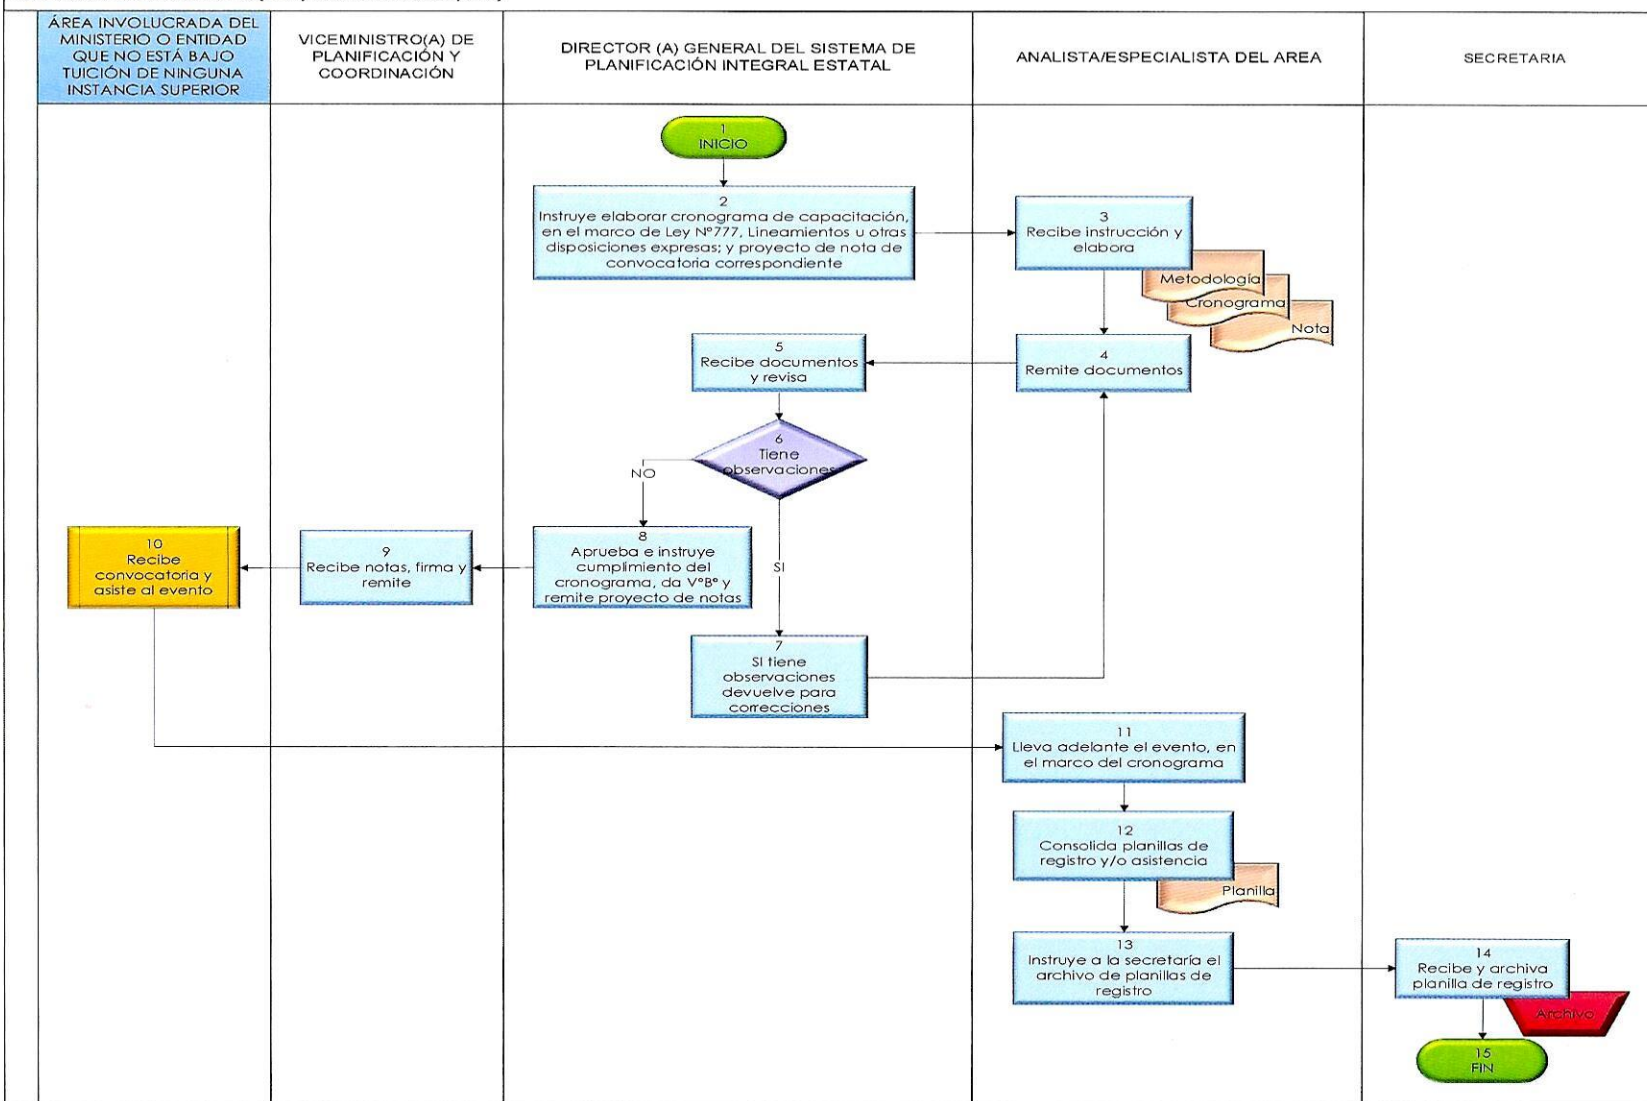 ÁREA INVOLUCRADA DEL
MINISTERIO O ENTIDAD
QUE NO ESTÁ BAJO
TUICIÓN DE NINGUNA
INSTANCIA SUPERIOR
VICEMINISTRO(A) DE
PLANIFICACIÓN Y
COORDINACIÓN
DIRECTOR (A) GENERAL DEL SISTEMA DE
PLANIFICACIÓN INTEGRAL ESTATAL
ANALISTA/ESPECIALISTA DEL AREA
SECRETARIA
1
INICIO
2
Instruye elaborar cronograma de capacitación,
en el marco de Ley Nº777, Lineamientos u otras
disposiciones expresas; y proyecto de nota de
convocatoria correspondiente
3
Recibe instrucción y
elabora
Metodología
Cronograma
Nota
4
Remite documentos
5
Recibe documentos
y revisa
6
Tiene
observaciones
NO
SI
7
SI tiene
observaciones
devuelve para
correcciones
8
Aprueba e instruye
cumplimiento del
cronograma, da VºBº y
remite proyecto de notas
9
Recibe notas, firma y
remite
10
Recibe
convocatoria y
asiste al evento
11
Lleva adelante el evento, en
el marco del cronograma
12
Consolida planillas de
registro y/o asistencia
Planilla
13
Instruye a la secretaría el
archivo de planillas de
registro
14
Recibe y archiva
planilla de registro
Archivo
15
FIN